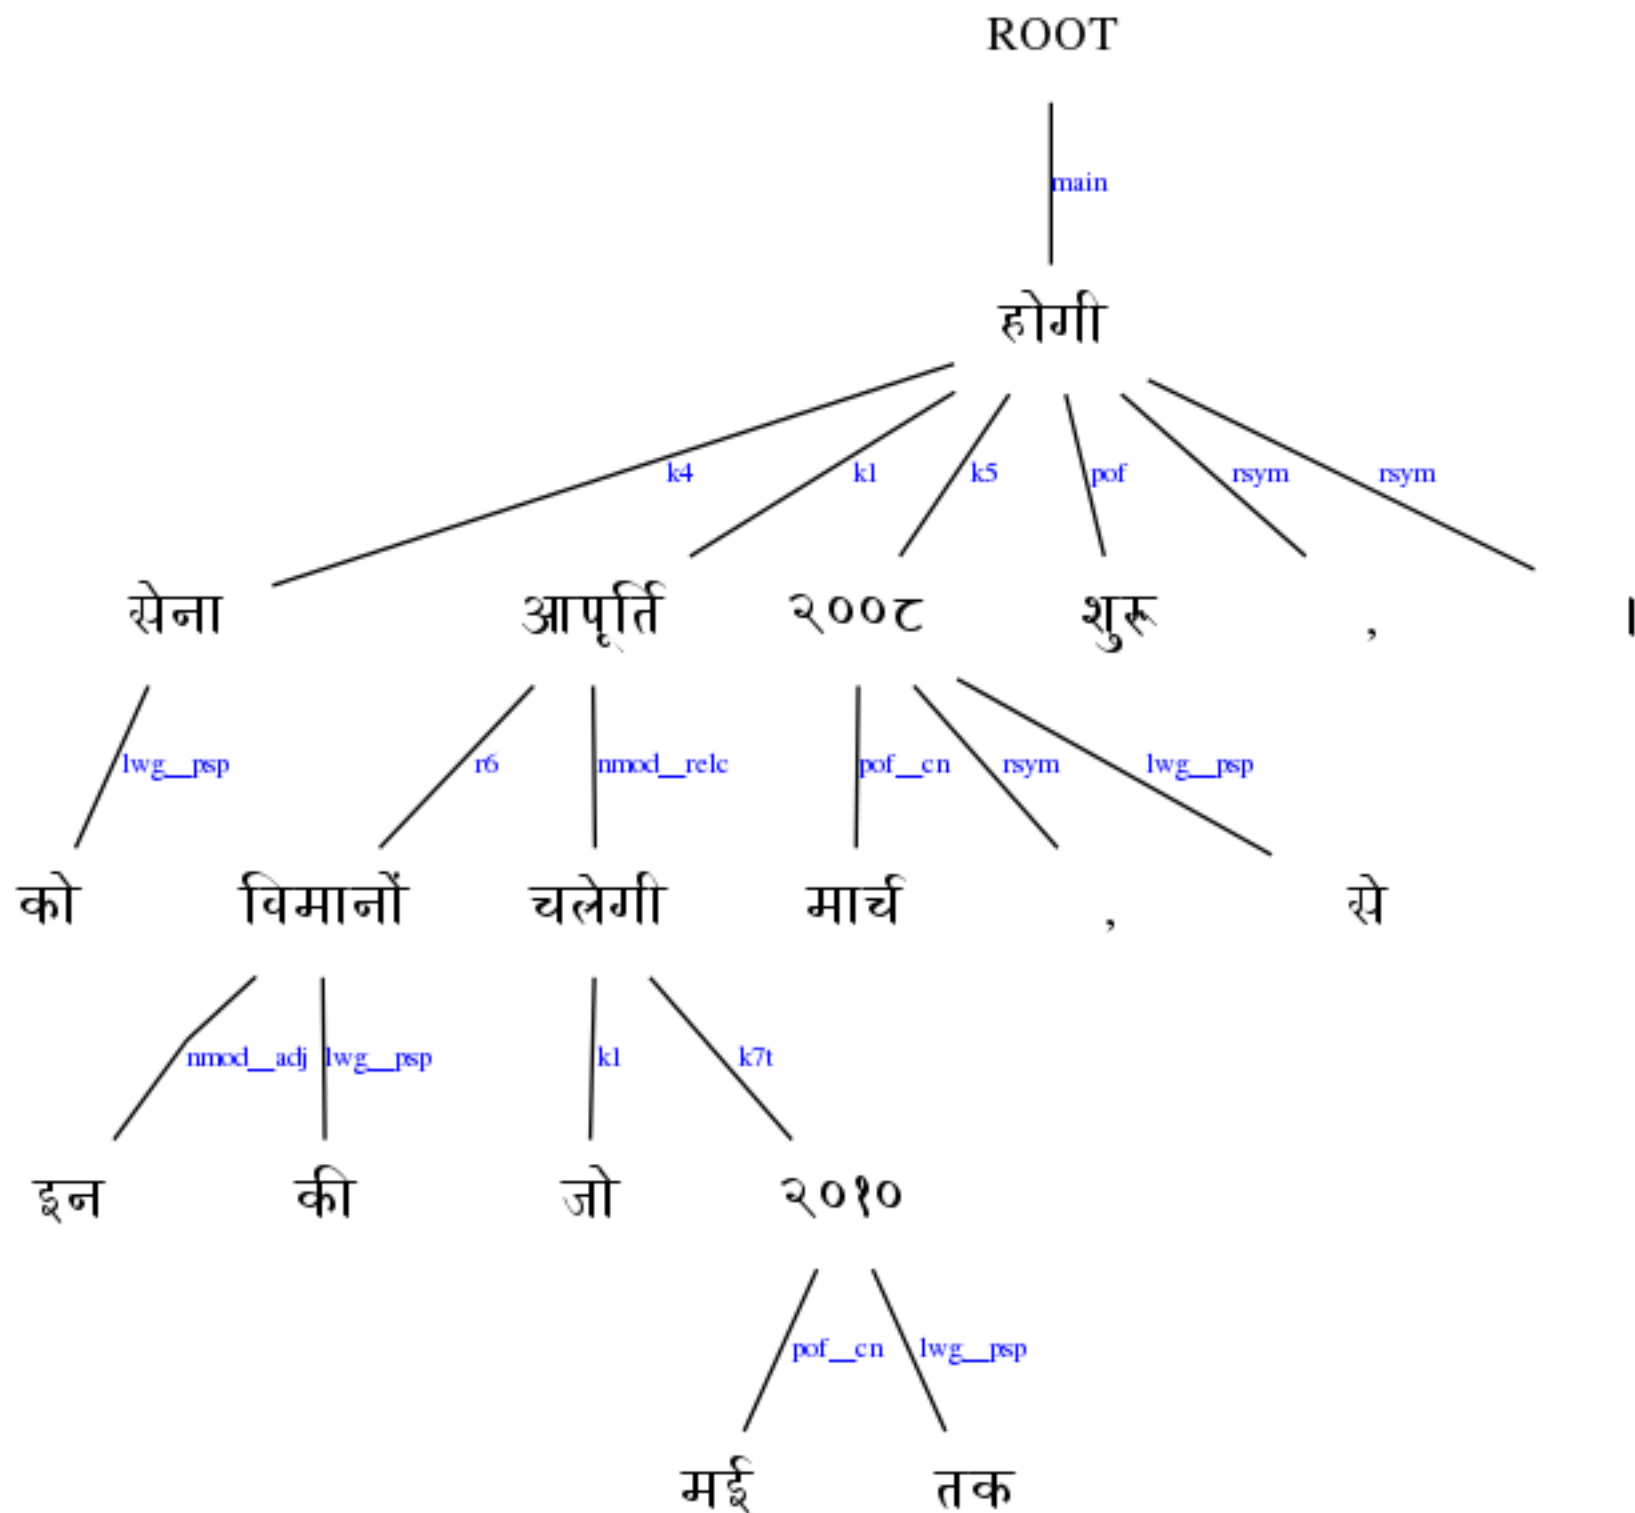 ROOT
main
होगी
k4 k1 k5 pof rsym rsym
सेना आपूर्ति २००८ शुरू , ।
lwg__psp r6 nmod__relc pof__cn rsym lwg__psp
को विमानों चलेगी मार्च , से
nmod__adj lwg__psp k1 k7t
इन की जो २०१०
pof__cn lwg__psp
मई तक